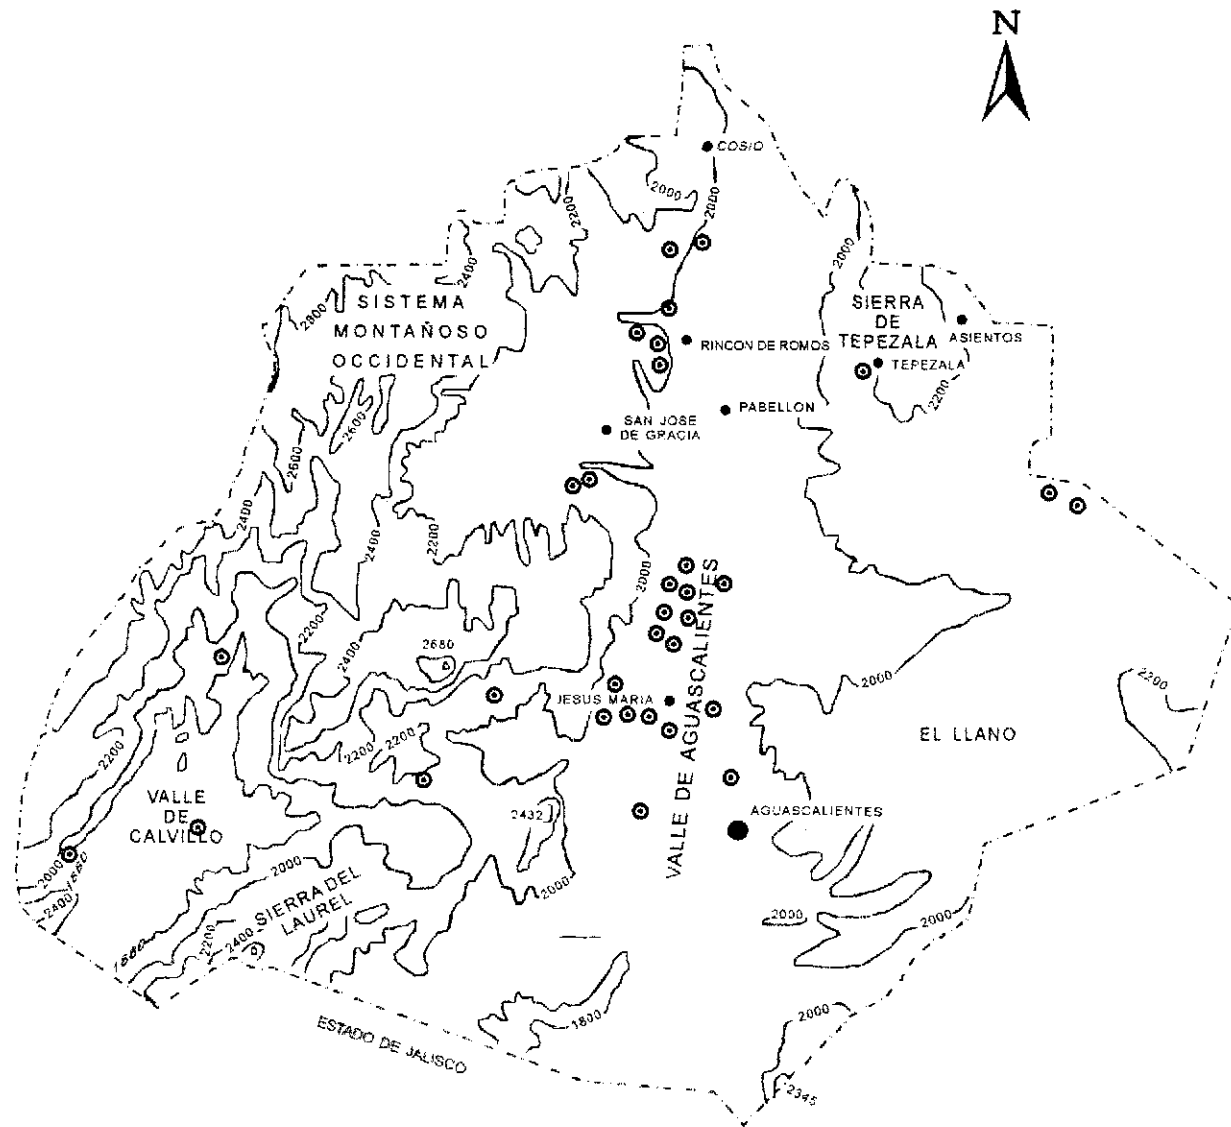 N
COSIO
2000
2000
2200
2400
2000
SISTEMA
MONTAÑOSO
OCCIDENTAL
2800
SIERRA
DE
TEPEZALA
ASIENTOS
RINCON DE ROMOS
TEPEZALA
2200
PABELLON
SAN JOSE
DE GRACIA
2600
2600
2400
2400
2200
2000
2200
2400
2680
VALLE DE AGUASCALIENTES
JESUS MARIA
2000
2200
EL LLANO
2200
2200
2200
VALLE
DE
CALVILLO
2432
AGUASCALIENTES
2000
2400
2000
2000
SIERRA DEL
LAUREL
2200
2400
2000
2000
1800
2000
ESTADO DE JALISCO
2345